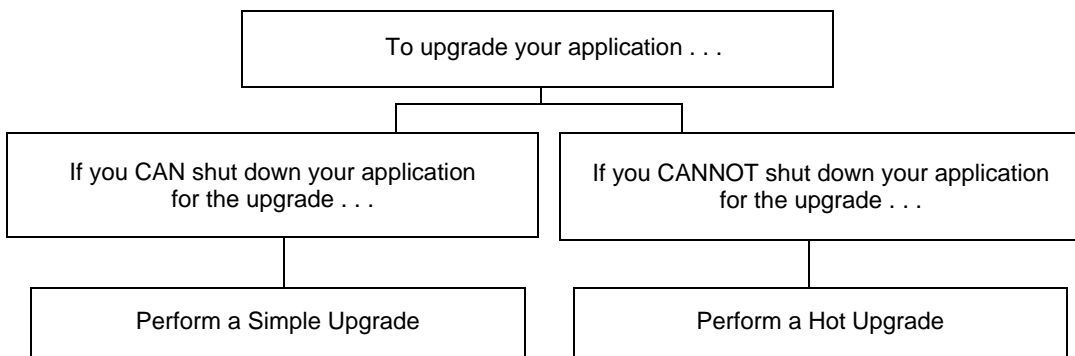 To upgrade your application . . .
If you CAN shut down your application
for the upgrade . . .
If you CANNOT shut down your application
for the upgrade . . .
Perform a Simple Upgrade
Perform a Hot Upgrade